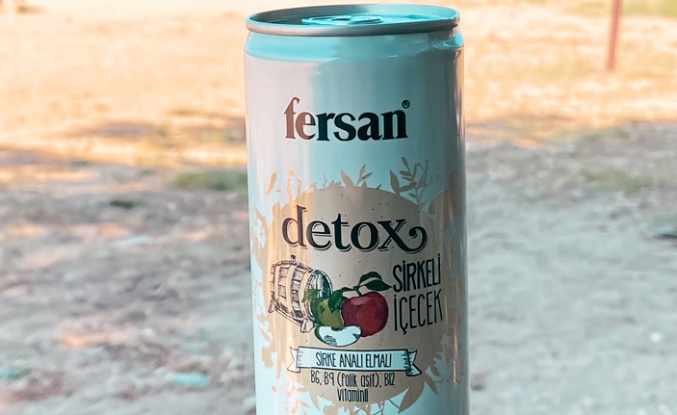 fersan®
detox
SİRKELİ
İÇECEK
SİRKE ANALI ELMALI
B6, B9 (folik asit), B12
vitaminli